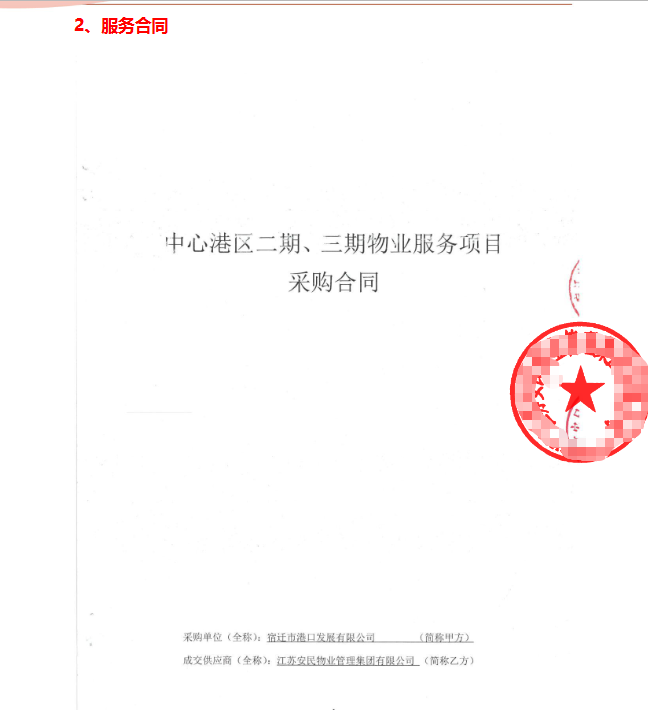 2、服务合同
中心港区二期、三期物业服务项目
采购合同
采购单位（全称）：宿迁市港口发展有限公司（简称甲方）
成交供应商（全称）：江苏安民物业管理集团有限公司（简称乙方）